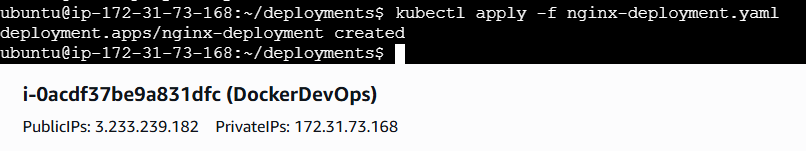 ubuntu@ip-172-31-73-168:~/deployments$ kubectl apply -f nginx-deployment.yaml
deployment.apps/nginx-deployment created
ubuntu@ip-172-31-73-168:~/deployments$
i-0acdf37be9a831dfc (DockerDevOps)
PublicIPs: 3.233.239.182 PrivateIPs: 172.31.73.168